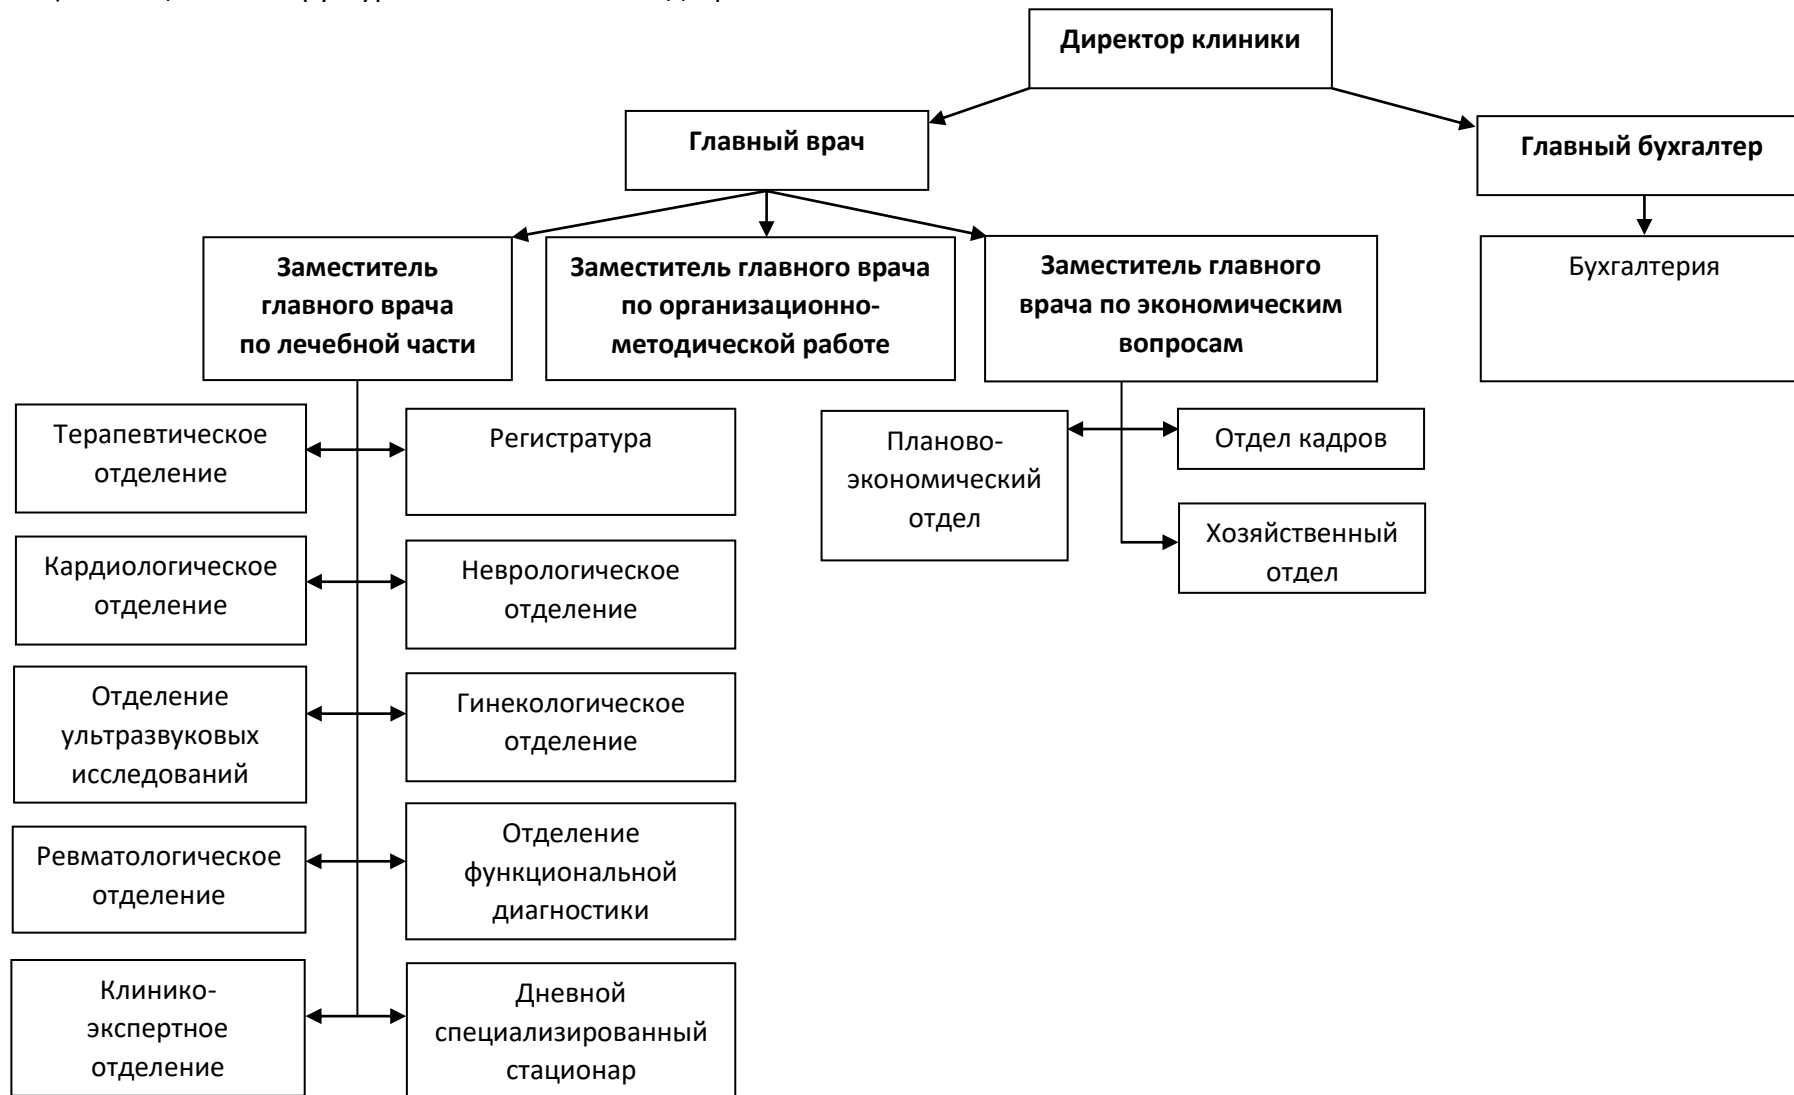 Директор клиники
Главный врач
Главный бухгалтер
Заместитель
главного врача
по лечебной части
Заместитель главного врача
по организационно-
методической работе
Заместитель главного
врача по экономическим
вопросам
Бухгалтерия
Терапевтическое
отделение
Регистратура
Планово-
экономический
отдел
Отдел кадров
Хозяйственный
отдел
Кардиологическое
отделение
Неврологическое
отделение
Отделение
ультразвуковых
исследований
Гинекологическое
отделение
Ревматологическое
отделение
Отделение
функциональной
диагностики
Клинико-
экспертное
отделение
Дневной
специализированный
стационар